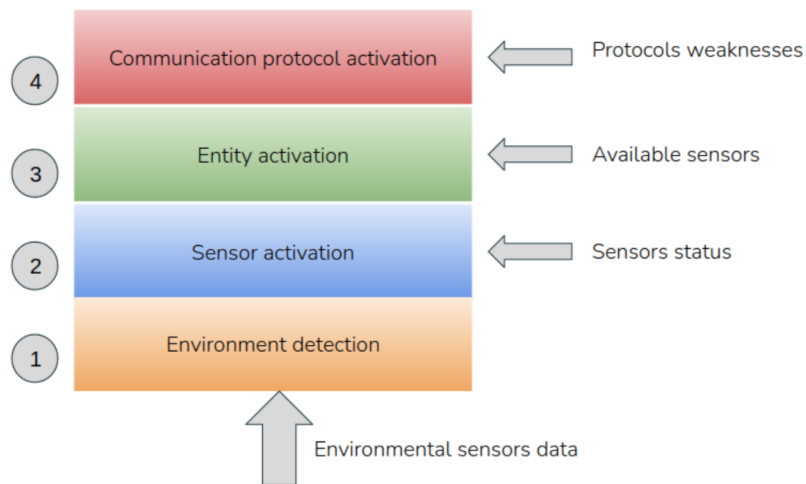 Communication protocol activation
Protocols weaknesses
4
Entity activation
Available sensors
3
Sensor activation
Sensors status
2
Environment detection
1
Environmental sensors data